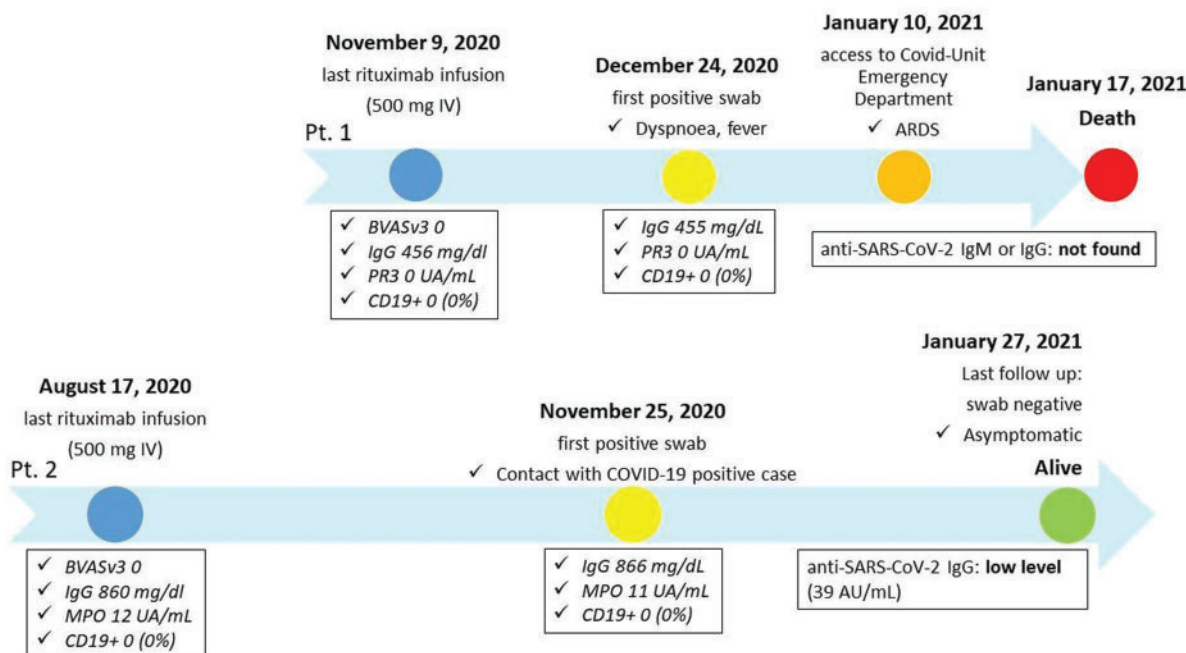 November 9, 2020
last rituximab infusion
(500 mg IV)
December 24, 2020
first positive swab
✓ Dyspnoea, fever
January 10, 2021
access to Covid-Unit
Emergency
Department
✓ ARDS
January 17, 2021
Death
Pt. 1
✓ BVASv3 0
✓ IgG 456 mg/dl
✓ PR3 0 UA/mL
✓ CD19+ 0 (0%)
✓ IgG 455 mg/dL
✓ PR3 0 UA/mL
✓ CD19+ 0 (0%)
anti-SARS-CoV-2 IgM or IgG: not found
August 17, 2020
last rituximab infusion
(500 mg IV)
November 25, 2020
first positive swab
✓ Contact with COVID-19 positive case
January 27, 2021
Last follow up:
swab negative
✓ Asymptomatic
Alive
Pt. 2
✓ BVASv3 0
✓ IgG 860 mg/dl
✓ MPO 12 UA/mL
✓ CD19+ 0 (0%)
✓ IgG 866 mg/dL
✓ MPO 11 UA/mL
✓ CD19+ 0 (0%)
anti-SARS-CoV-2 IgG: low level
(39 AU/mL)